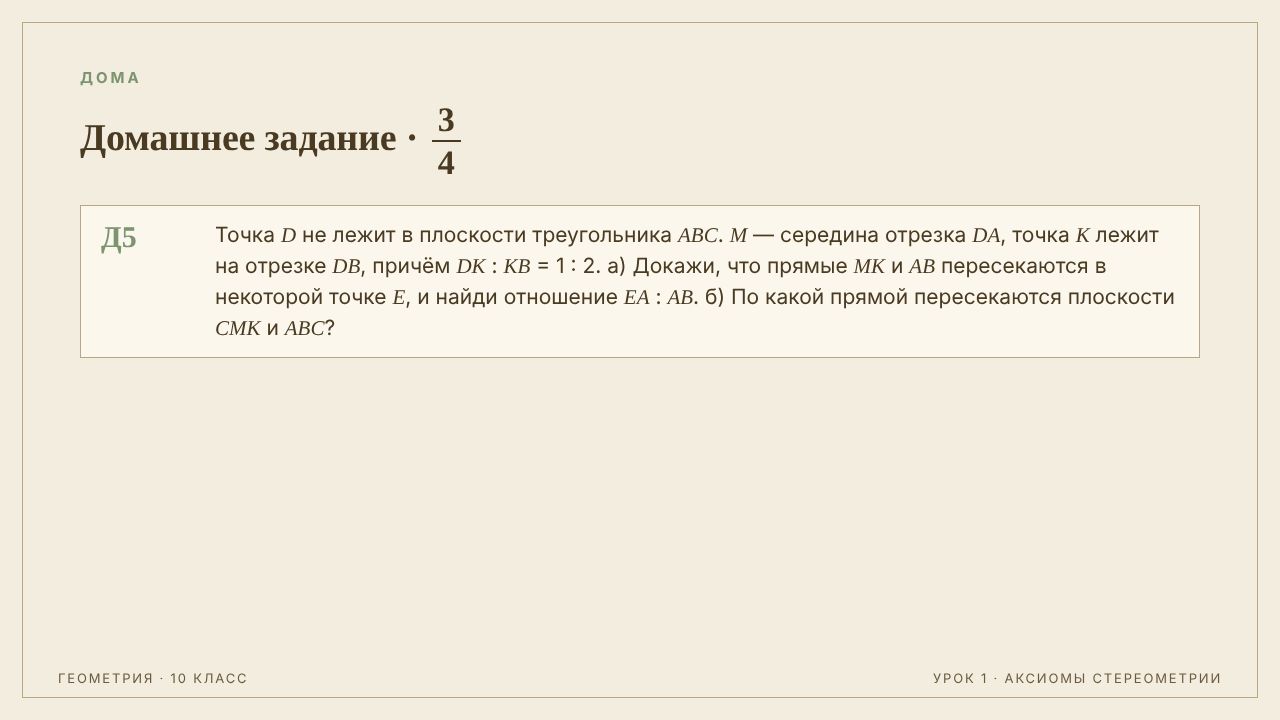 ДОМА
Домашнее задание · 3/4
Д5
Точка D не лежит в плоскости треугольника ABC. M — середина отрезка DA, точка K лежит
на отрезке DB, причём DK : KB = 1 : 2. а) Докажи, что прямые MK и AB пересекаются в
некоторой точке E, и найди отношение EA : AB. б) По какой прямой пересекаются плоскости
CMK и ABC?
ГЕОМЕТРИЯ · 10 КЛАСС
УРОК 1 · АКСИОМЫ СТЕРЕОМЕТРИИ